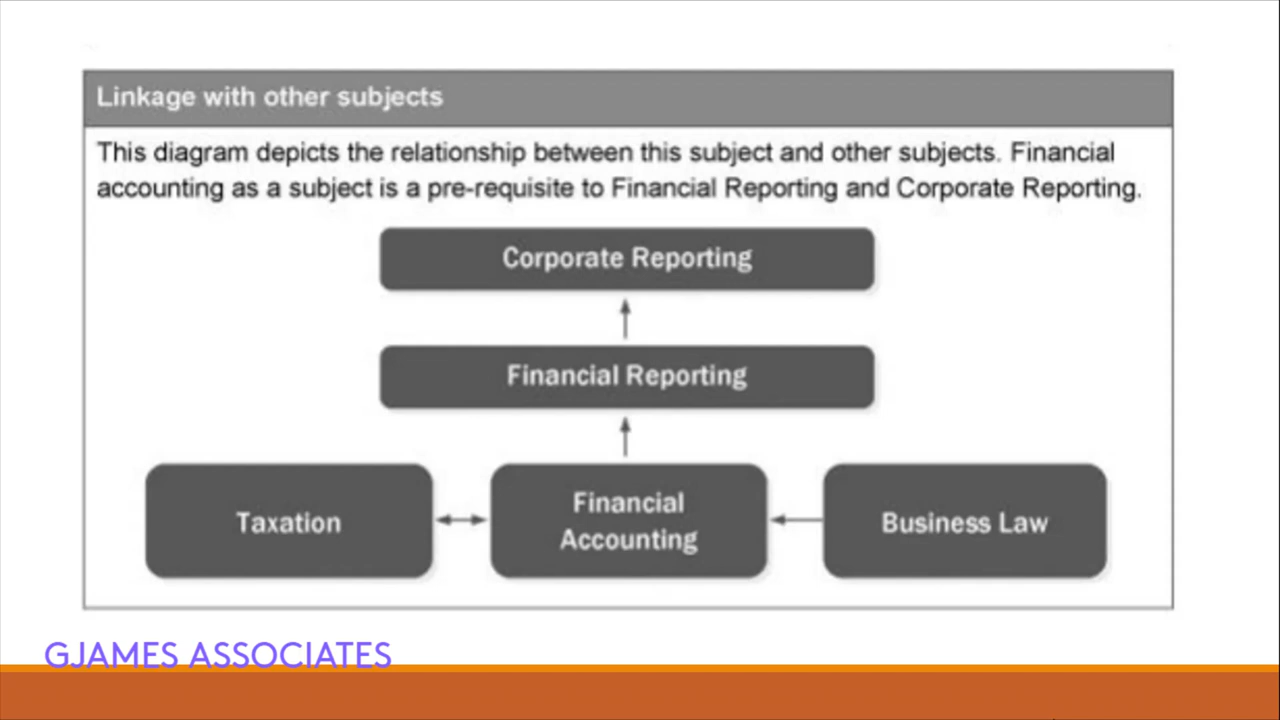 Linkage with other subjects
This diagram depicts the relationship between this subject and other subjects. Financial
accounting as a subject is a pre-requisite to Financial Reporting and Corporate Reporting.
Corporate Reporting
Financial Reporting
Taxation
Financial
Accounting
Business Law
GJAMES ASSOCIATES